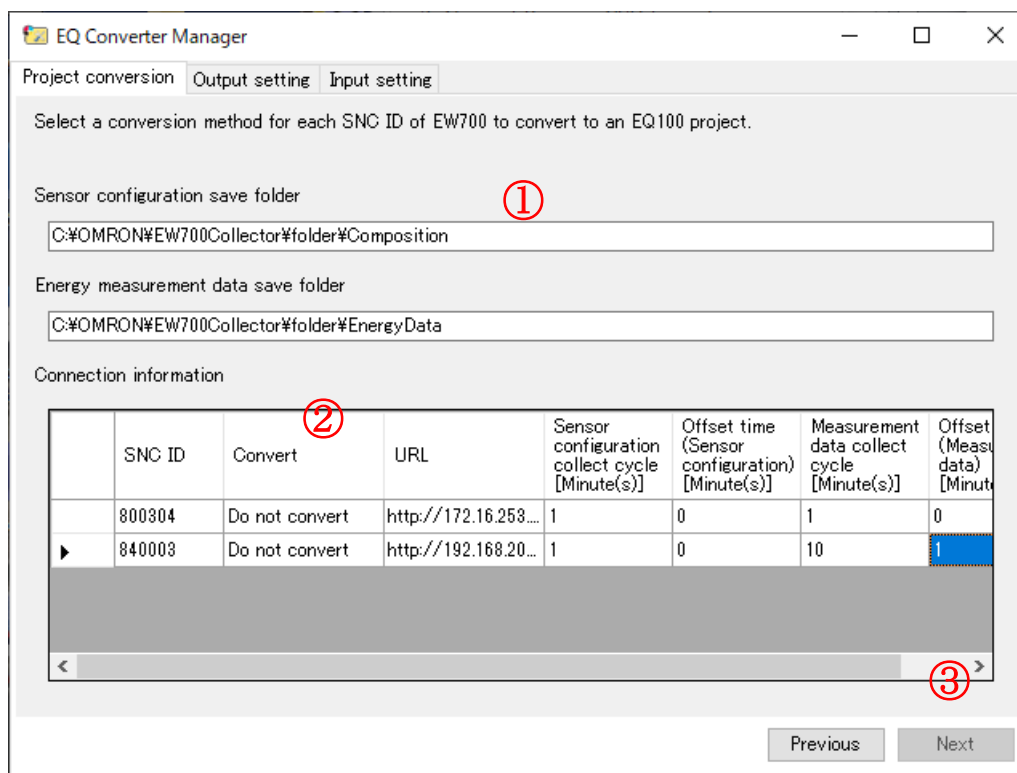 EQ Converter Manager
Project conversion Output setting Input setting
Select a conversion method for each SNC ID of EW700 to convert to an EQ100 project.
Sensor configuration save folder
①
C:¥OMRON¥EW700Collector¥folder¥Composition
Energy measurement data save folder
C:¥OMRON¥EW700Collector¥folder¥EnergyData
Connection information
②
SNC ID
Convert
URL
Sensor
configuration
collect cycle
[Minute(s)]
Offset time
(Sensor
configuration)
[Minute(s)]
Measurement
data collect
cycle
[Minute(s)]
Offset
(Measu
data)
[Minut
800304 Do not convert http://172.16.253.... 1 0 1 0
840003 Do not convert http://192.168.20... 1 0 10 1
③
Previous Next